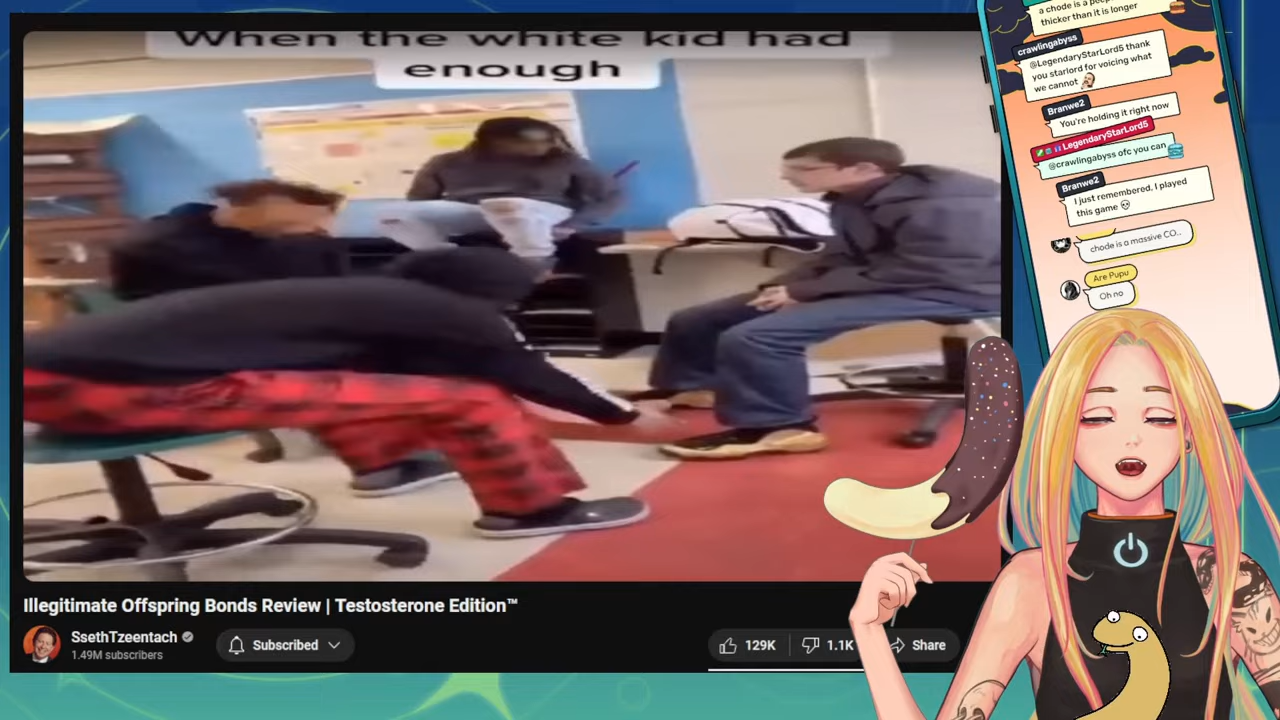 When the white kid had
enough
Illegitimate Offspring Bonds Review | Testosterone Edition™
SsethTzeentach
1.49M subscribers
Subscribed
129K
1.1K
Share
a chode is a
thicker than it is longer
crawlingabyss
@LegendaryStarLord5 thank
you starlord for voicing what
we cannot
Branwe2
You're holding it right now
LegendaryStarLord5
@crawlingabyss ofc you can
Branwe2
I just remembered, I played
this game
chode is a massive CO..
Are Pupu
Oh no